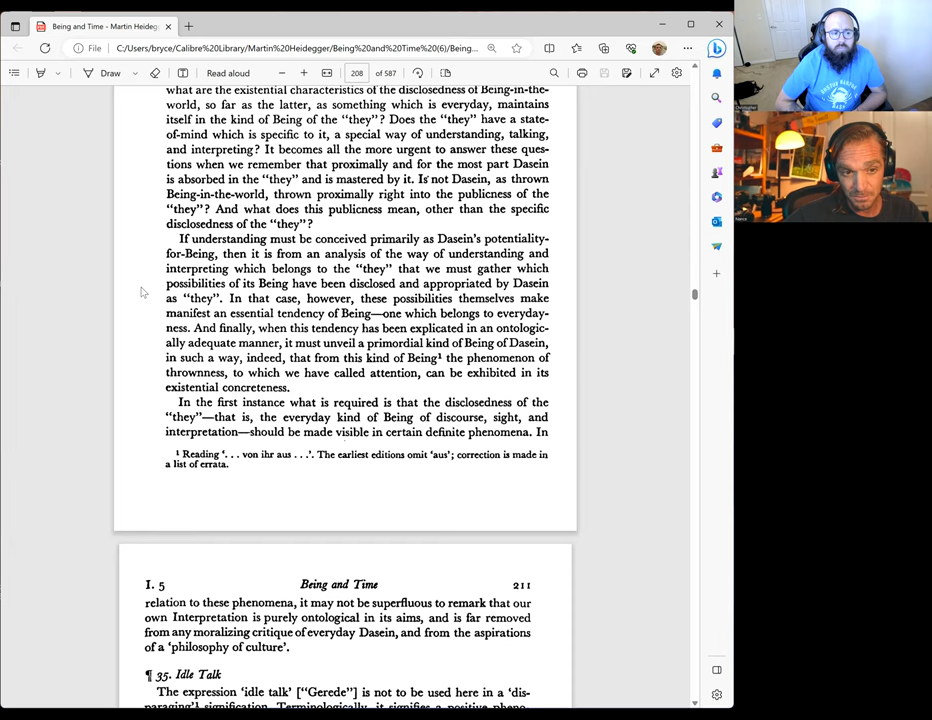 Being and Time - Martin Heideg
File
C:/Users/bryce/Calibre%20Library/Martin%20Heidegger/Being%20and%20Time%20(6)/Being...
Draw
Read aloud
208
of 587
what are the existential characteristics of the disclosedness of Being-in-the-
world, so far as the latter, as something which is everyday, maintains
itself in the kind of Being of the “they”? Does the “they” have a state-
of-mind which is specific to it, a special way of understanding, talking,
and interpreting? It becomes all the more urgent to answer these ques-
tions when we remember that proximally and for the most part Dasein
is absorbed in the “they” and is mastered by it. Is not Dasein, as thrown
Being-in-the-world, thrown proximally right into the publicness of the
“they”? And what does this publicness mean, other than the specific
disclosedness of the “they”?
If understanding must be conceived primarily as Dasein's potentiality-
for-Being, then it is from an analysis of the way of understanding and
interpreting which belongs to the “they” that we must gather which
possibilities of its Being have been disclosed and appropriated by Dasein
as “they”. In that case, however, these possibilities themselves make
manifest an essential tendency of Being—one which belongs to everyday-
ness. And finally, when this tendency has been explicated in an ontologic-
ally adequate manner, it must unveil a primordial kind of Being of Dasein,
in such a way, indeed, that from this kind of Being¹ the phenomenon of
thrownness, to which we have called attention, can be exhibited in its
existential concreteness.
In the first instance what is required is that the disclosedness of the
“they”—that is, the everyday kind of Being of discourse, sight, and
interpretation—should be made visible in certain definite phenomena. In
¹ Reading ‘. . . von ihr aus . . .’. The earliest editions omit ‘aus’; correction is made in
a list of errata.
I. 5
Being and Time
211
relation to these phenomena, it may not be superfluous to remark that our
own Interpretation is purely ontological in its aims, and is far removed
from any moralizing critique of everyday Dasein, and from the aspirations
of a ‘philosophy of culture’.
¶ 35. Idle Talk
The expression ‘idle talk’ [“Gerede”] is not to be used here in a ‘dis-
paraging’¹ signification. Terminologically, it signifies a positive pheno-